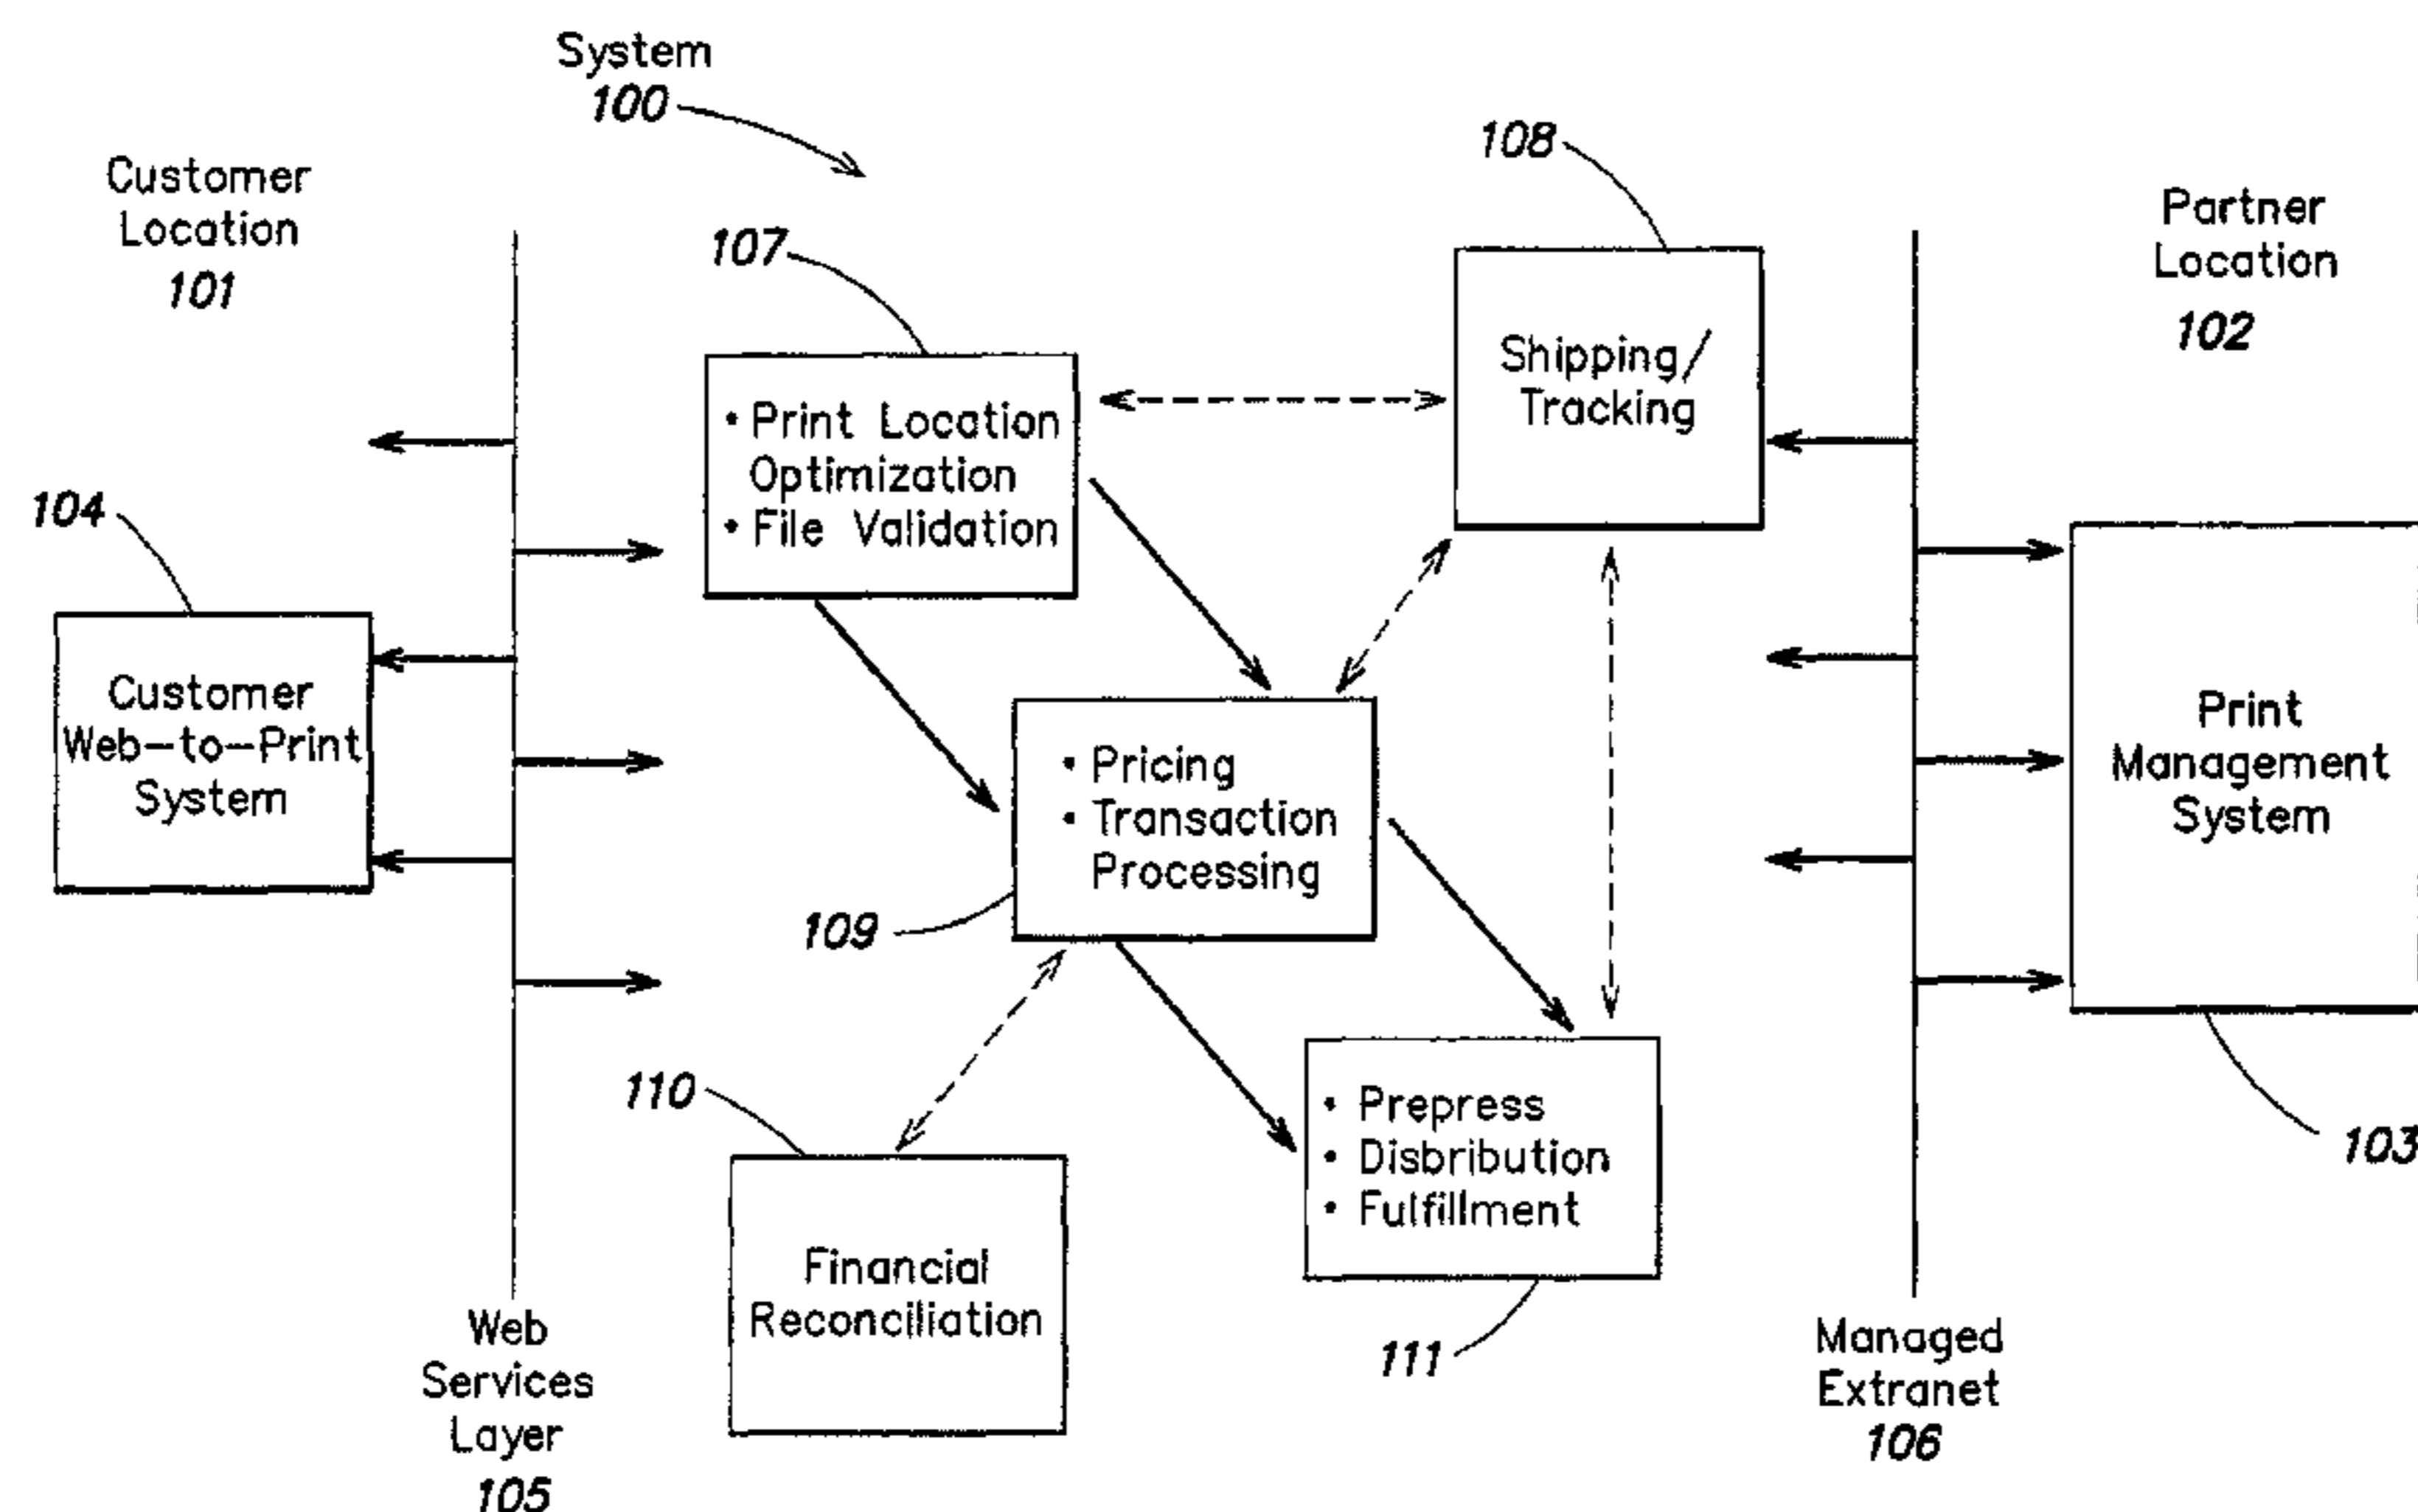 System
100
Customer
Location
101
107
108
Partner
Location
102
• Print Location
Optimization
• File Validation
Shipping/
Tracking
104
Customer
Web-to-Print
System
• Pricing
• Transaction
Processing
109
Print
Management
System
103
110
Financial
Reconciliation
• Prepress
• Disbribution
• Fulfillment
111
Web
Services
Layer
105
Managed
Extranet
106